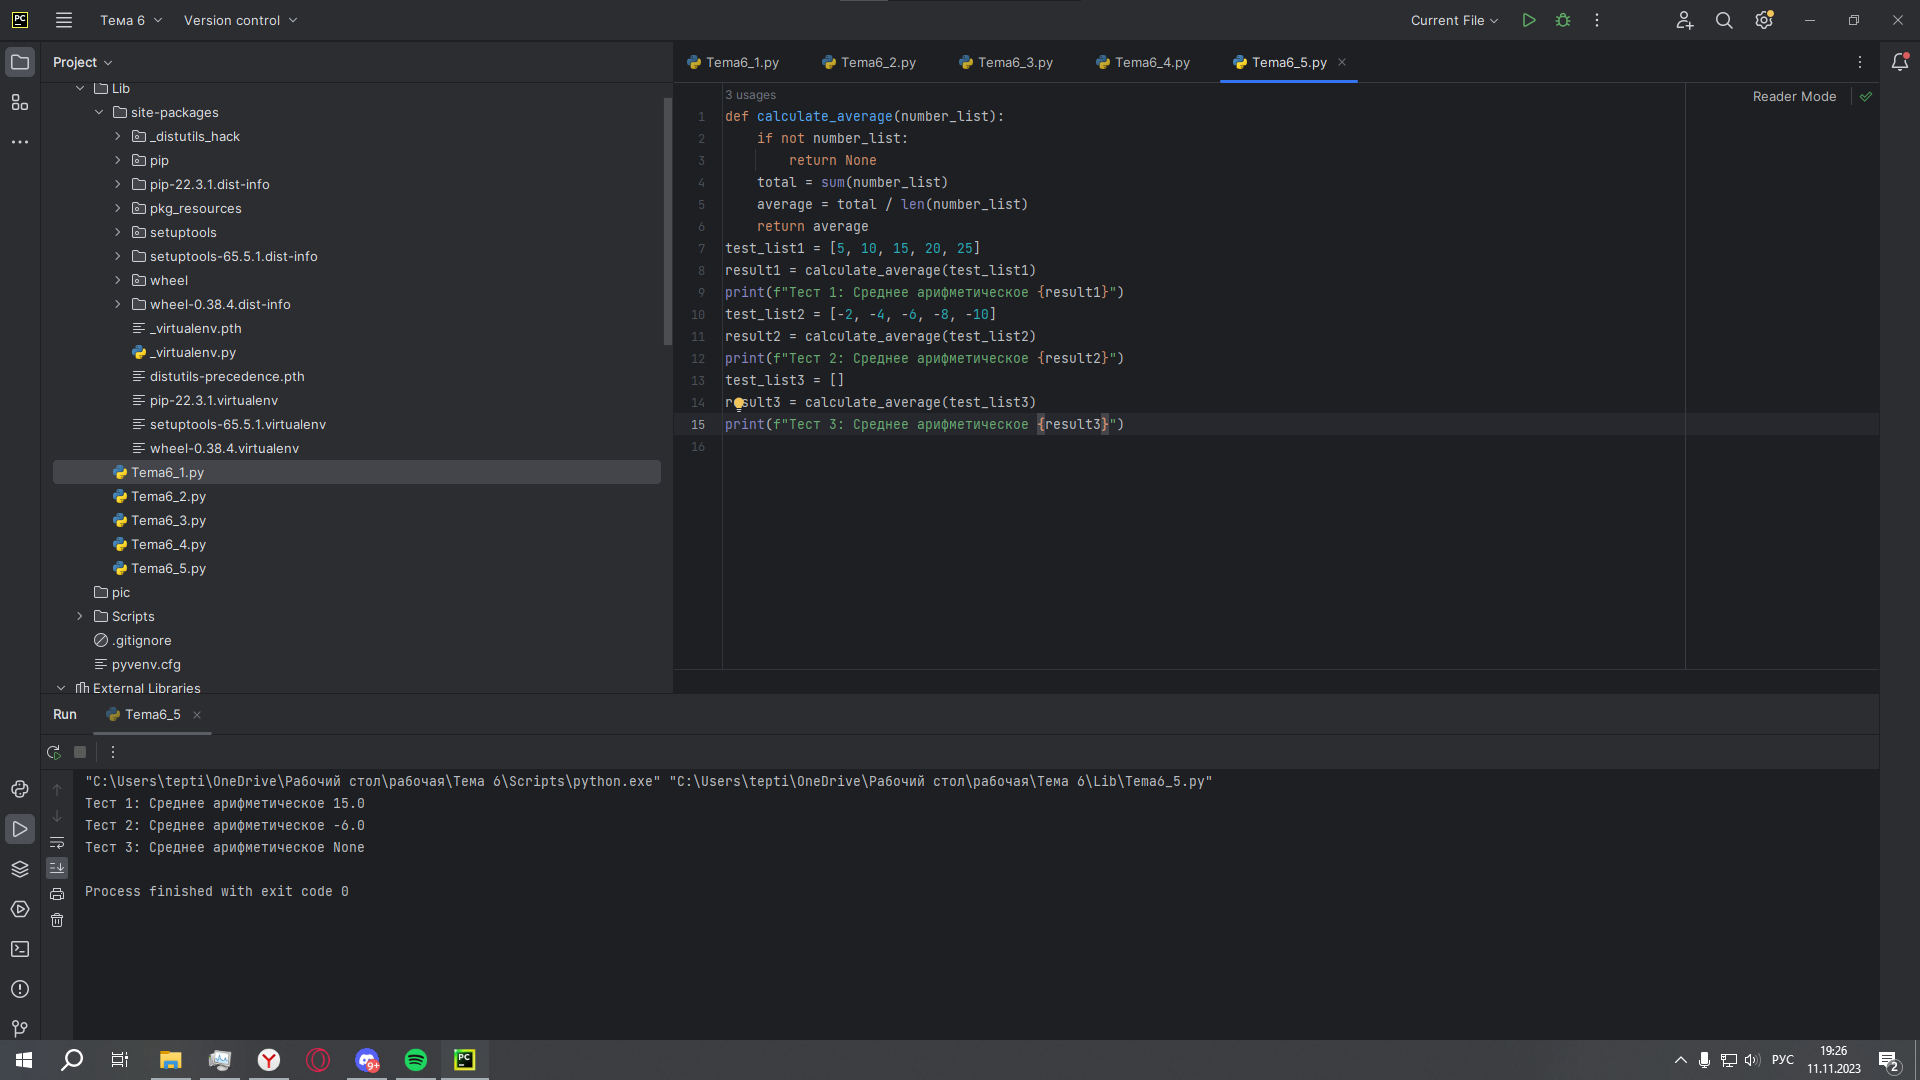 PC
Тема 6
Version control
Current File
Project
Lib
site-packages
_distutils_hack
pip
pip-22.3.1.dist-info
pkg_resources
setuptools
setuptools-65.5.1.dist-info
wheel
wheel-0.38.4.dist-info
_virtualenv.pth
_virtualenv.py
distutils-precedence.pth
pip-22.3.1.virtualenv
setuptools-65.5.1.virtualenv
wheel-0.38.4.virtualenv
Tema6_1.py
Tema6_2.py
Tema6_3.py
Tema6_4.py
Tema6_5.py
pic
Scripts
.gitignore
pyvenv.cfg
External Libraries
Tema6_1.py
Tema6_2.py
Tema6_3.py
Tema6_4.py
Tema6_5.py
Reader Mode
3 usages
1 def calculate_average(number_list):
2 if not number_list:
3 return None
4 total = sum(number_list)
5 average = total / len(number_list)
6 return average
7 test_list1 = [5, 10, 15, 20, 25]
8 result1 = calculate_average(test_list1)
9 print(f"Тест 1: Среднее арифметическое {result1}")
10 test_list2 = [-2, -4, -6, -8, -10]
11 result2 = calculate_average(test_list2)
12 print(f"Тест 2: Среднее арифметическое {result2}")
13 test_list3 = []
14 result3 = calculate_average(test_list3)
15 print(f"Тест 3: Среднее арифметическое {result3}")
16
Run
Tema6_5
"C:\Users\tepti\OneDrive\Рабочий стол\рабочая\Тема 6\Scripts\python.exe" "C:\Users\tepti\OneDrive\Рабочий стол\рабочая\Тема 6\Lib\Tema6_5.py"
Тест 1: Среднее арифметическое 15.0
Тест 2: Среднее арифметическое -6.0
Тест 3: Среднее арифметическое None
Process finished with exit code 0
9+
PC
РУС
19:26
11.11.2023
2